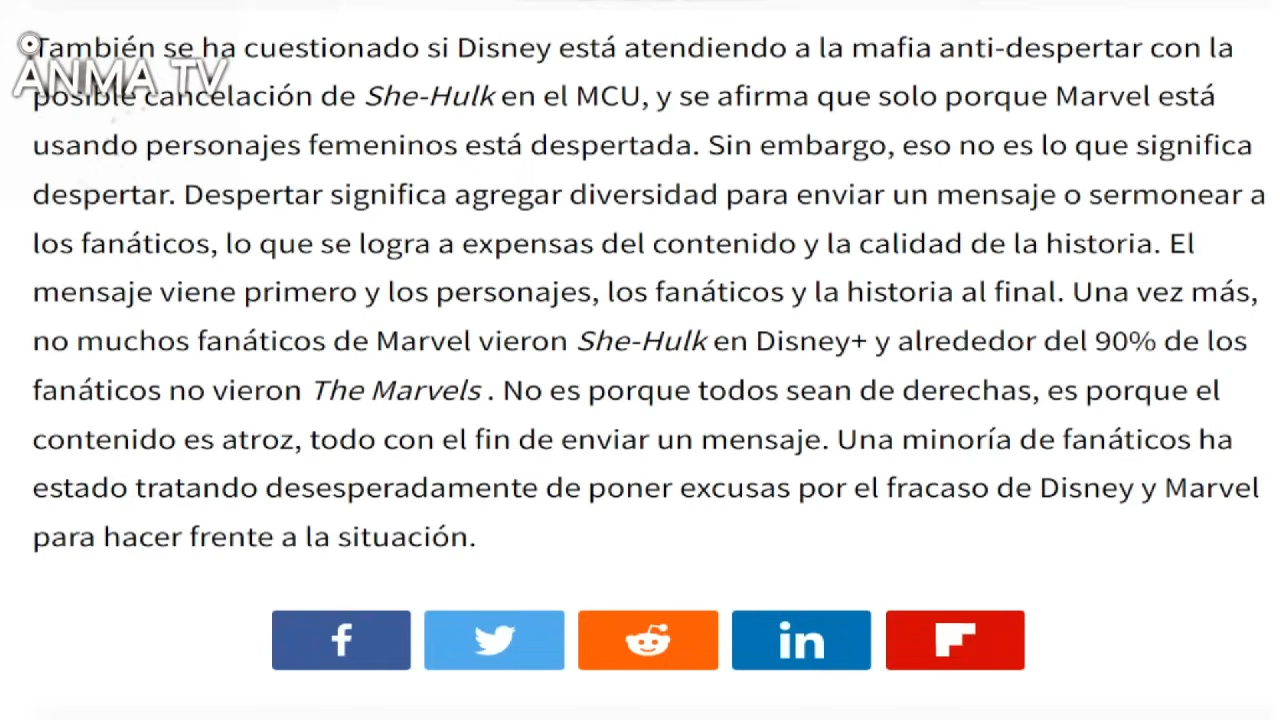 ANMA TV
También se ha cuestionado si Disney está atendiendo a la mafia anti-despertar con la
posible cancelación de She-Hulk en el MCU, y se afirma que solo porque Marvel está
usando personajes femeninos está despertada. Sin embargo, eso no es lo que significa
despertar. Despertar significa agregar diversidad para enviar un mensaje o sermonear a
los fanáticos, lo que se logra a expensas del contenido y la calidad de la historia. El
mensaje viene primero y los personajes, los fanáticos y la historia al final. Una vez más,
no muchos fanáticos de Marvel vieron She-Hulk en Disney+ y alrededor del 90% de los
fanáticos no vieron The Marvels . No es porque todos sean de derechas, es porque el
contenido es atroz, todo con el fin de enviar un mensaje. Una minoría de fanáticos ha
estado tratando desesperadamente de poner excusas por el fracaso de Disney y Marvel
para hacer frente a la situación.